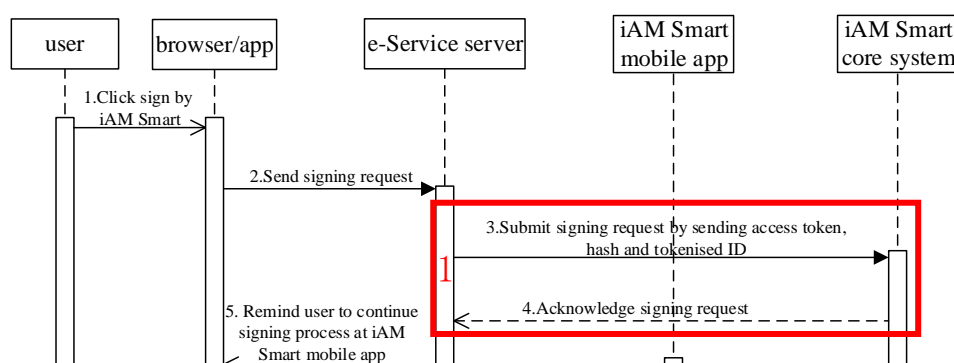 user
browser/app
e-Service server
iAM Smart
mobile app
iAM Smart
core system
1.Click sign by
iAM Smart
2.Send signing request
3.Submit signing request by sending access token,
hash and tokenised ID
1
4.Acknowledge signing request
5. Remind user to continue
signing process at iAM
Smart mobile app